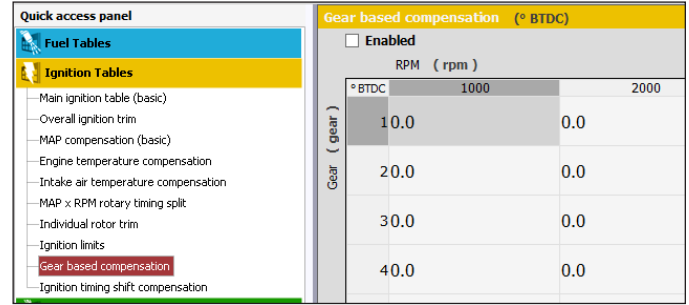 Quick access panel
Fuel Tables
Ignition Tables
Main ignition table (basic)
Overall ignition trim
MAP compensation (basic)
Engine temperature compensation
Intake air temperature compensation
MAP x RPM rotary timing split
Individual rotor trim
Ignition limits
Gear based compensation
Ignition timing shift compensation
Gear based compensation (° BTDC)
Enabled
RPM ( rpm )
° BTDC 1000 2000
Gear ( gear )
1 0.0 0.0
2 0.0 0.0
3 0.0 0.0
4 0.0 0.0